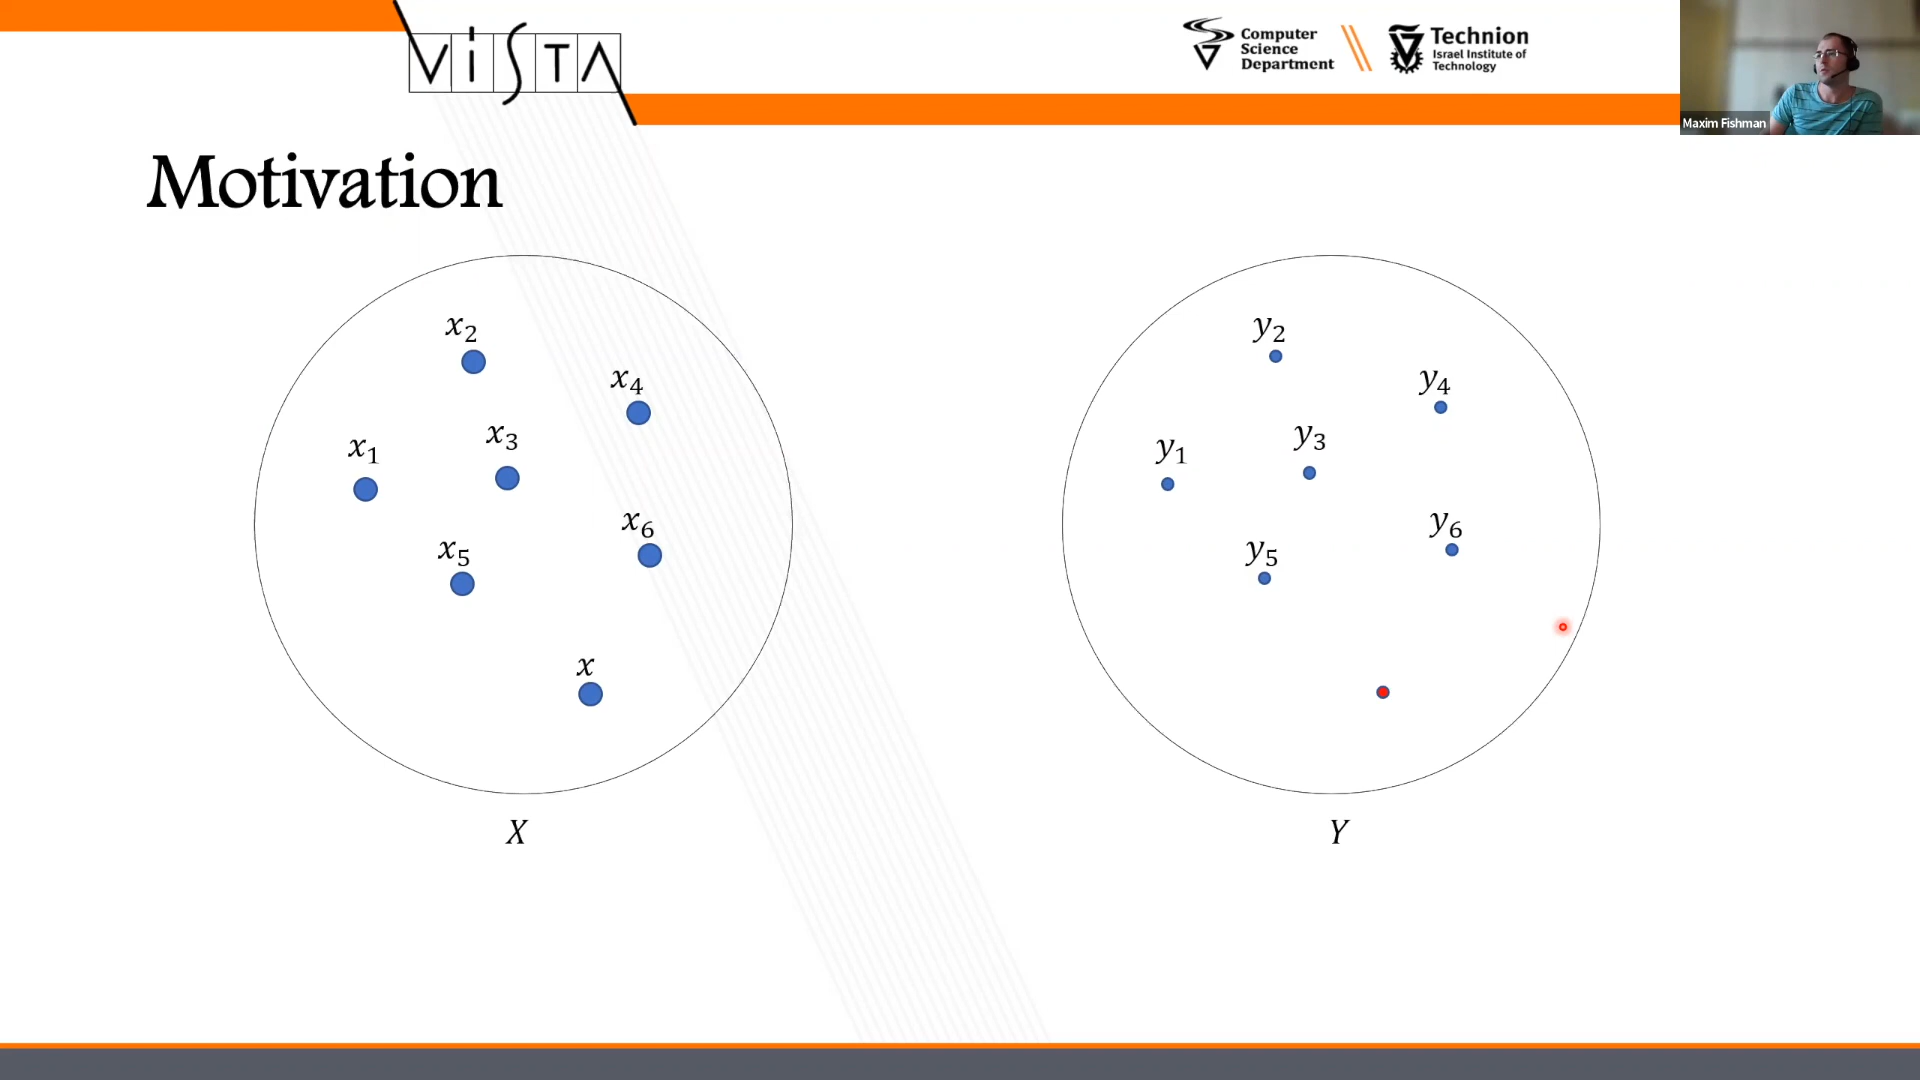 VISTA
Computer
Science
Department
Technion
Israel Institute of
Technology
Maxim Fishman
Motivation
x₂
x₄
x₃
x₁
x₆
x₅
x
X
y₂
y₄
y₃
y₁
y₆
y₅
Y